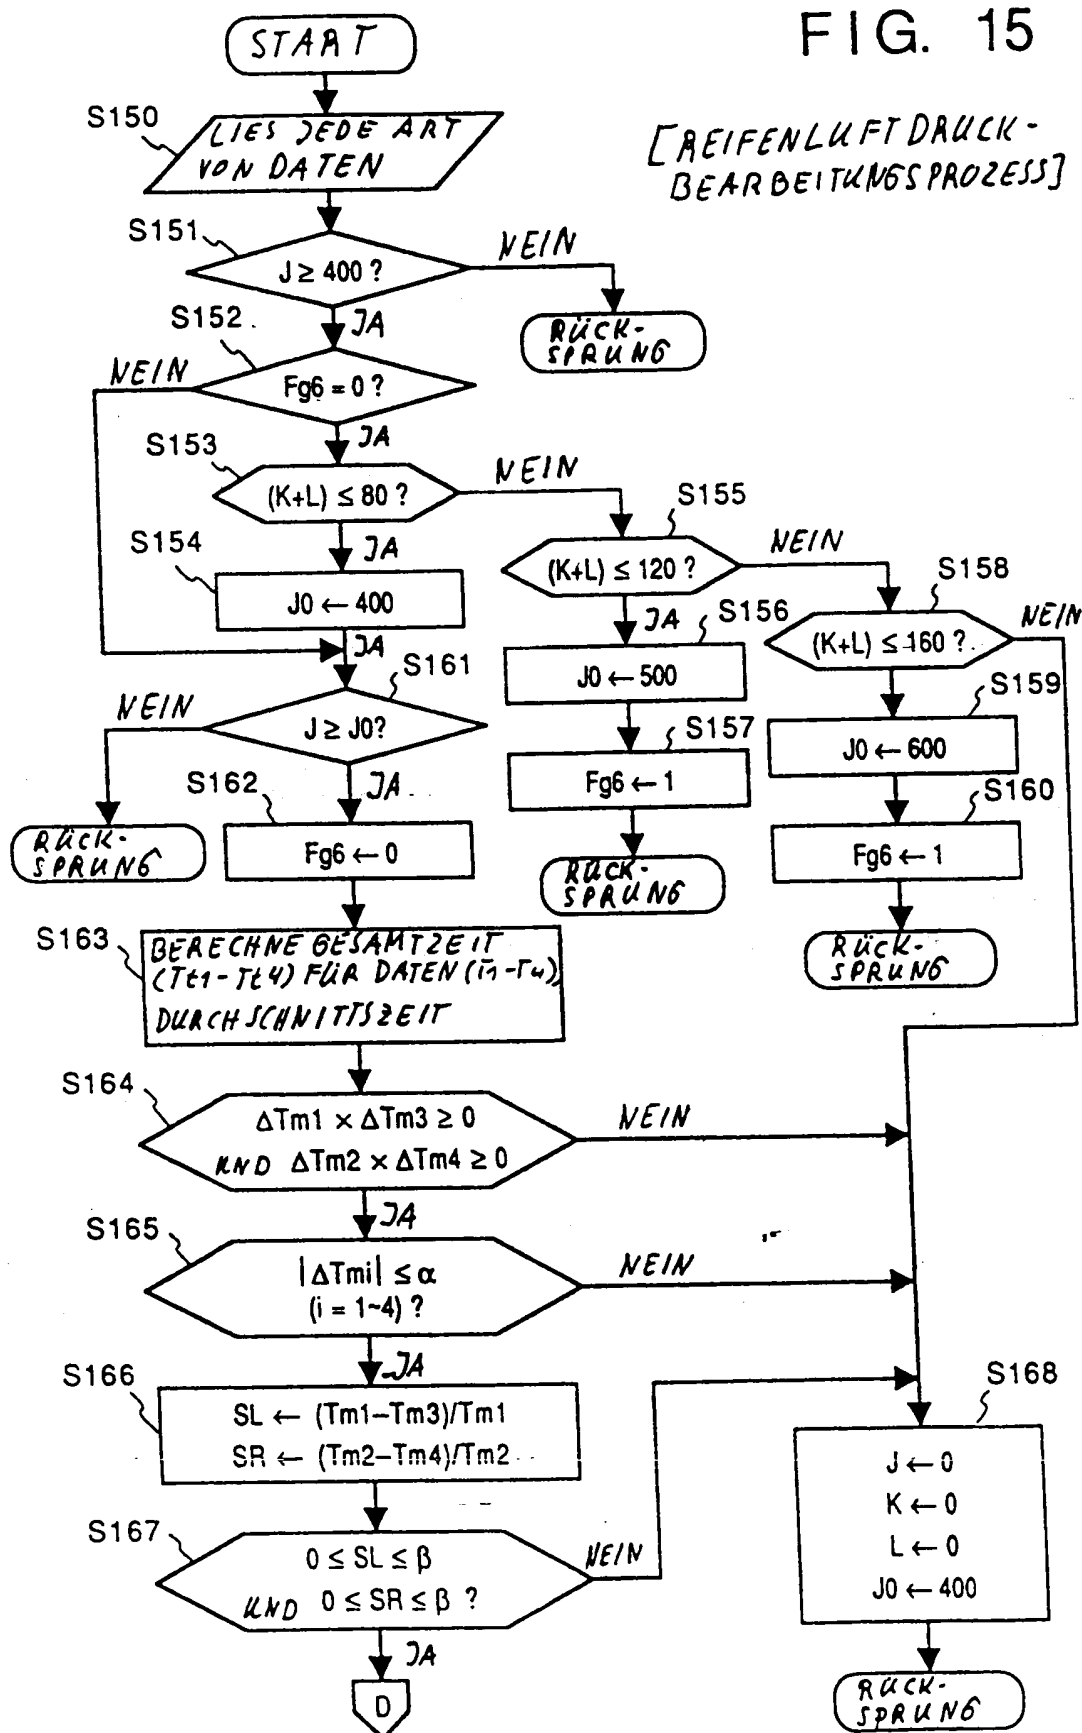 FIG. 15
START
S150
LIES JEDE ART
VON DATEN
[REIFENLUFTDRUCK-
BEARBEITUNGSPROZESS]
S151
J ≥ 400 ?
NEIN
RÜCK-
SPRUNG
JA
S152
Fg6 = 0 ?
NEIN
JA
S153
(K+L) ≤ 80 ?
NEIN
JA
S154
J0 ← 400
JA
S155
(K+L) ≤ 120 ?
NEIN
JA
S156
J0 ← 500
S157
Fg6 ← 1
RÜCK-
SPRUNG
S158
(K+L) ≤ 160 ?
NEIN
S159
J0 ← 600
S160
Fg6 ← 1
RÜCK-
SPRUNG
S161
J ≥ J0?
NEIN
RÜCK-
SPRUNG
JA
S162
Fg6 ← 0
S163
BERECHNE GESAMTZEIT
(Tt1-Tt4) FÜR DATEN (T1-T4),
DURCHSCHNITTSZEIT
S164
ΔTm1 × ΔTm3 ≥ 0
UND ΔTm2 × ΔTm4 ≥ 0
NEIN
JA
S165
|ΔTmi| ≤ α
(i = 1~4) ?
NEIN
JA
S166
SL ← (Tm1−Tm3)/Tm1
SR ← (Tm2−Tm4)/Tm2
S167
0 ≤ SL ≤ β
UND 0 ≤ SR ≤ β ?
NEIN
JA
D
S168
J ← 0
K ← 0
L ← 0
J0 ← 400
RÜCK-
SPRUNG